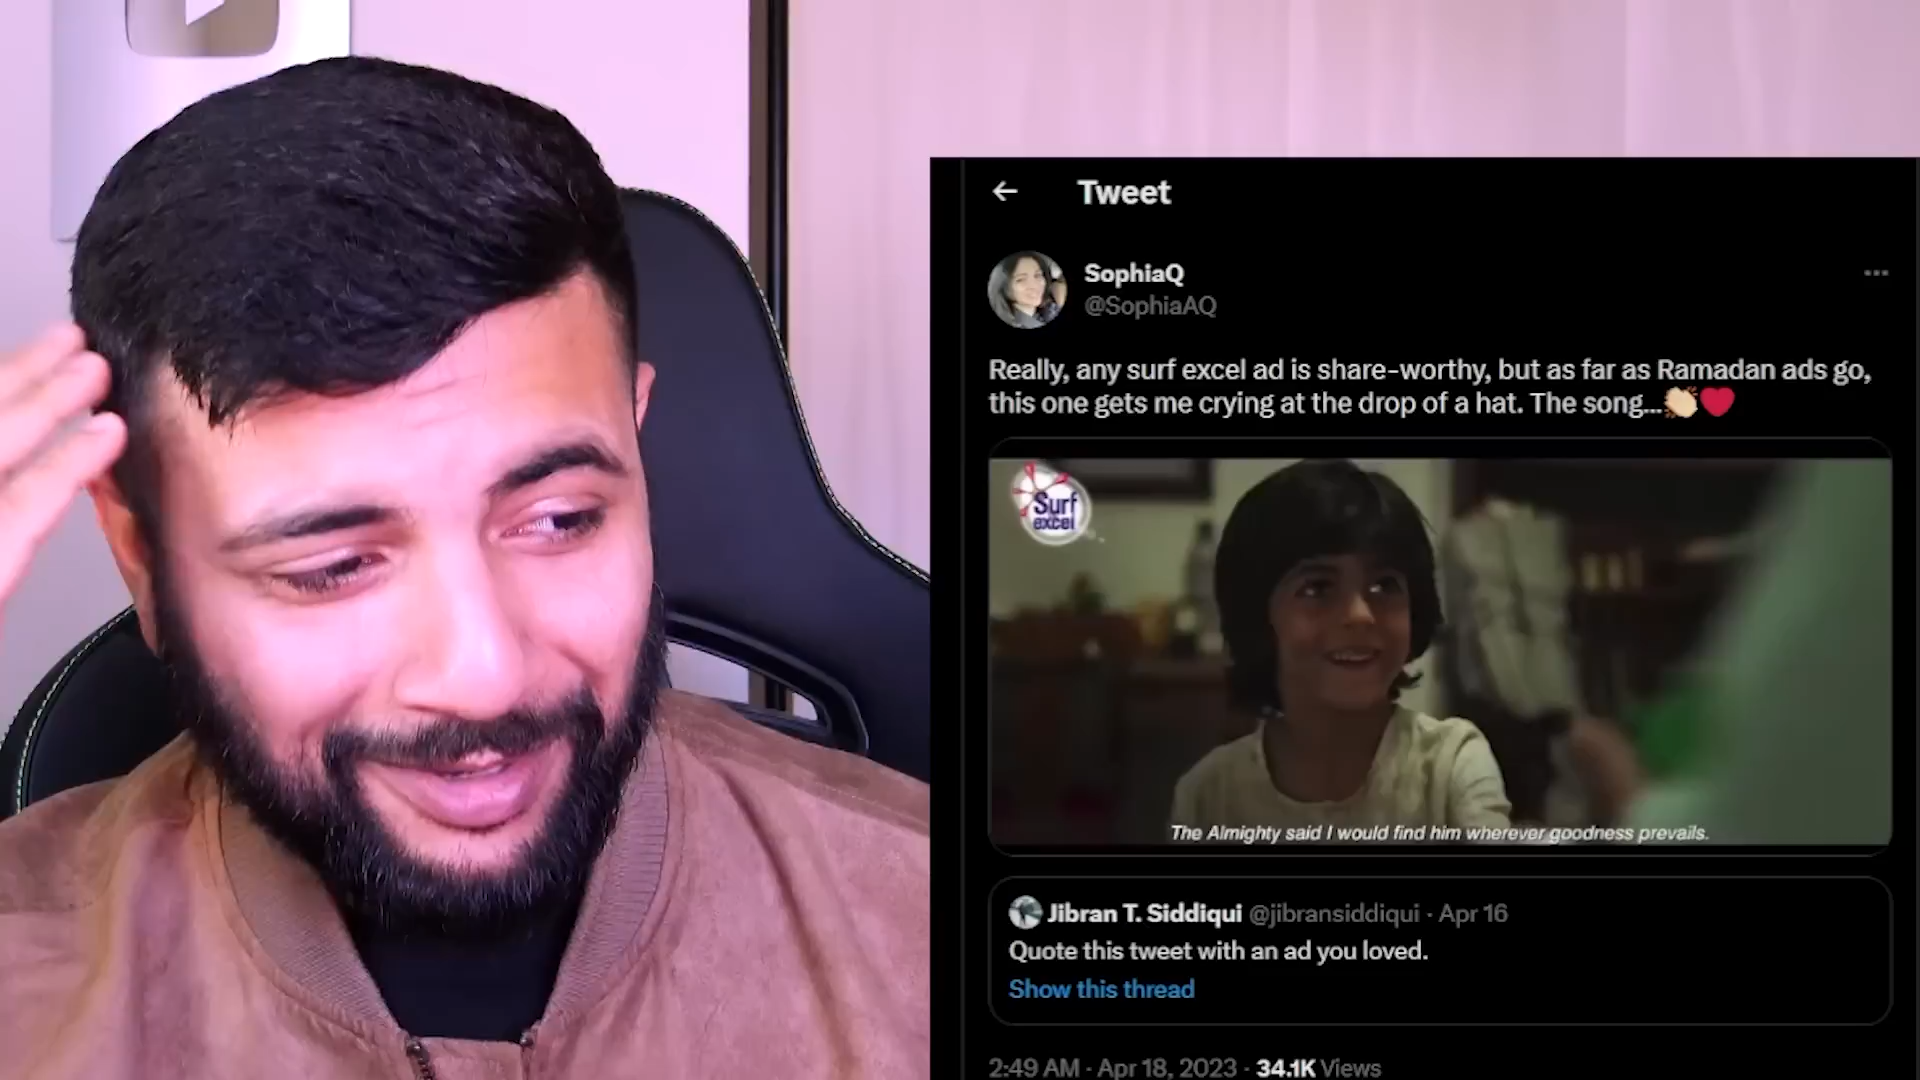 Tweet
SophiaQ
@SophiaAQ
Really, any surf excel ad is share-worthy, but as far as Ramadan ads go,
this one gets me crying at the drop of a hat. The song...👏🏼❤️
Surf
excel
The Almighty said I would find him wherever goodness prevails.
Jibran T. Siddiqui @jibransiddiqui · Apr 16
Quote this tweet with an ad you loved.
Show this thread
2:49 AM · Apr 18, 2023 · 34.1K Views